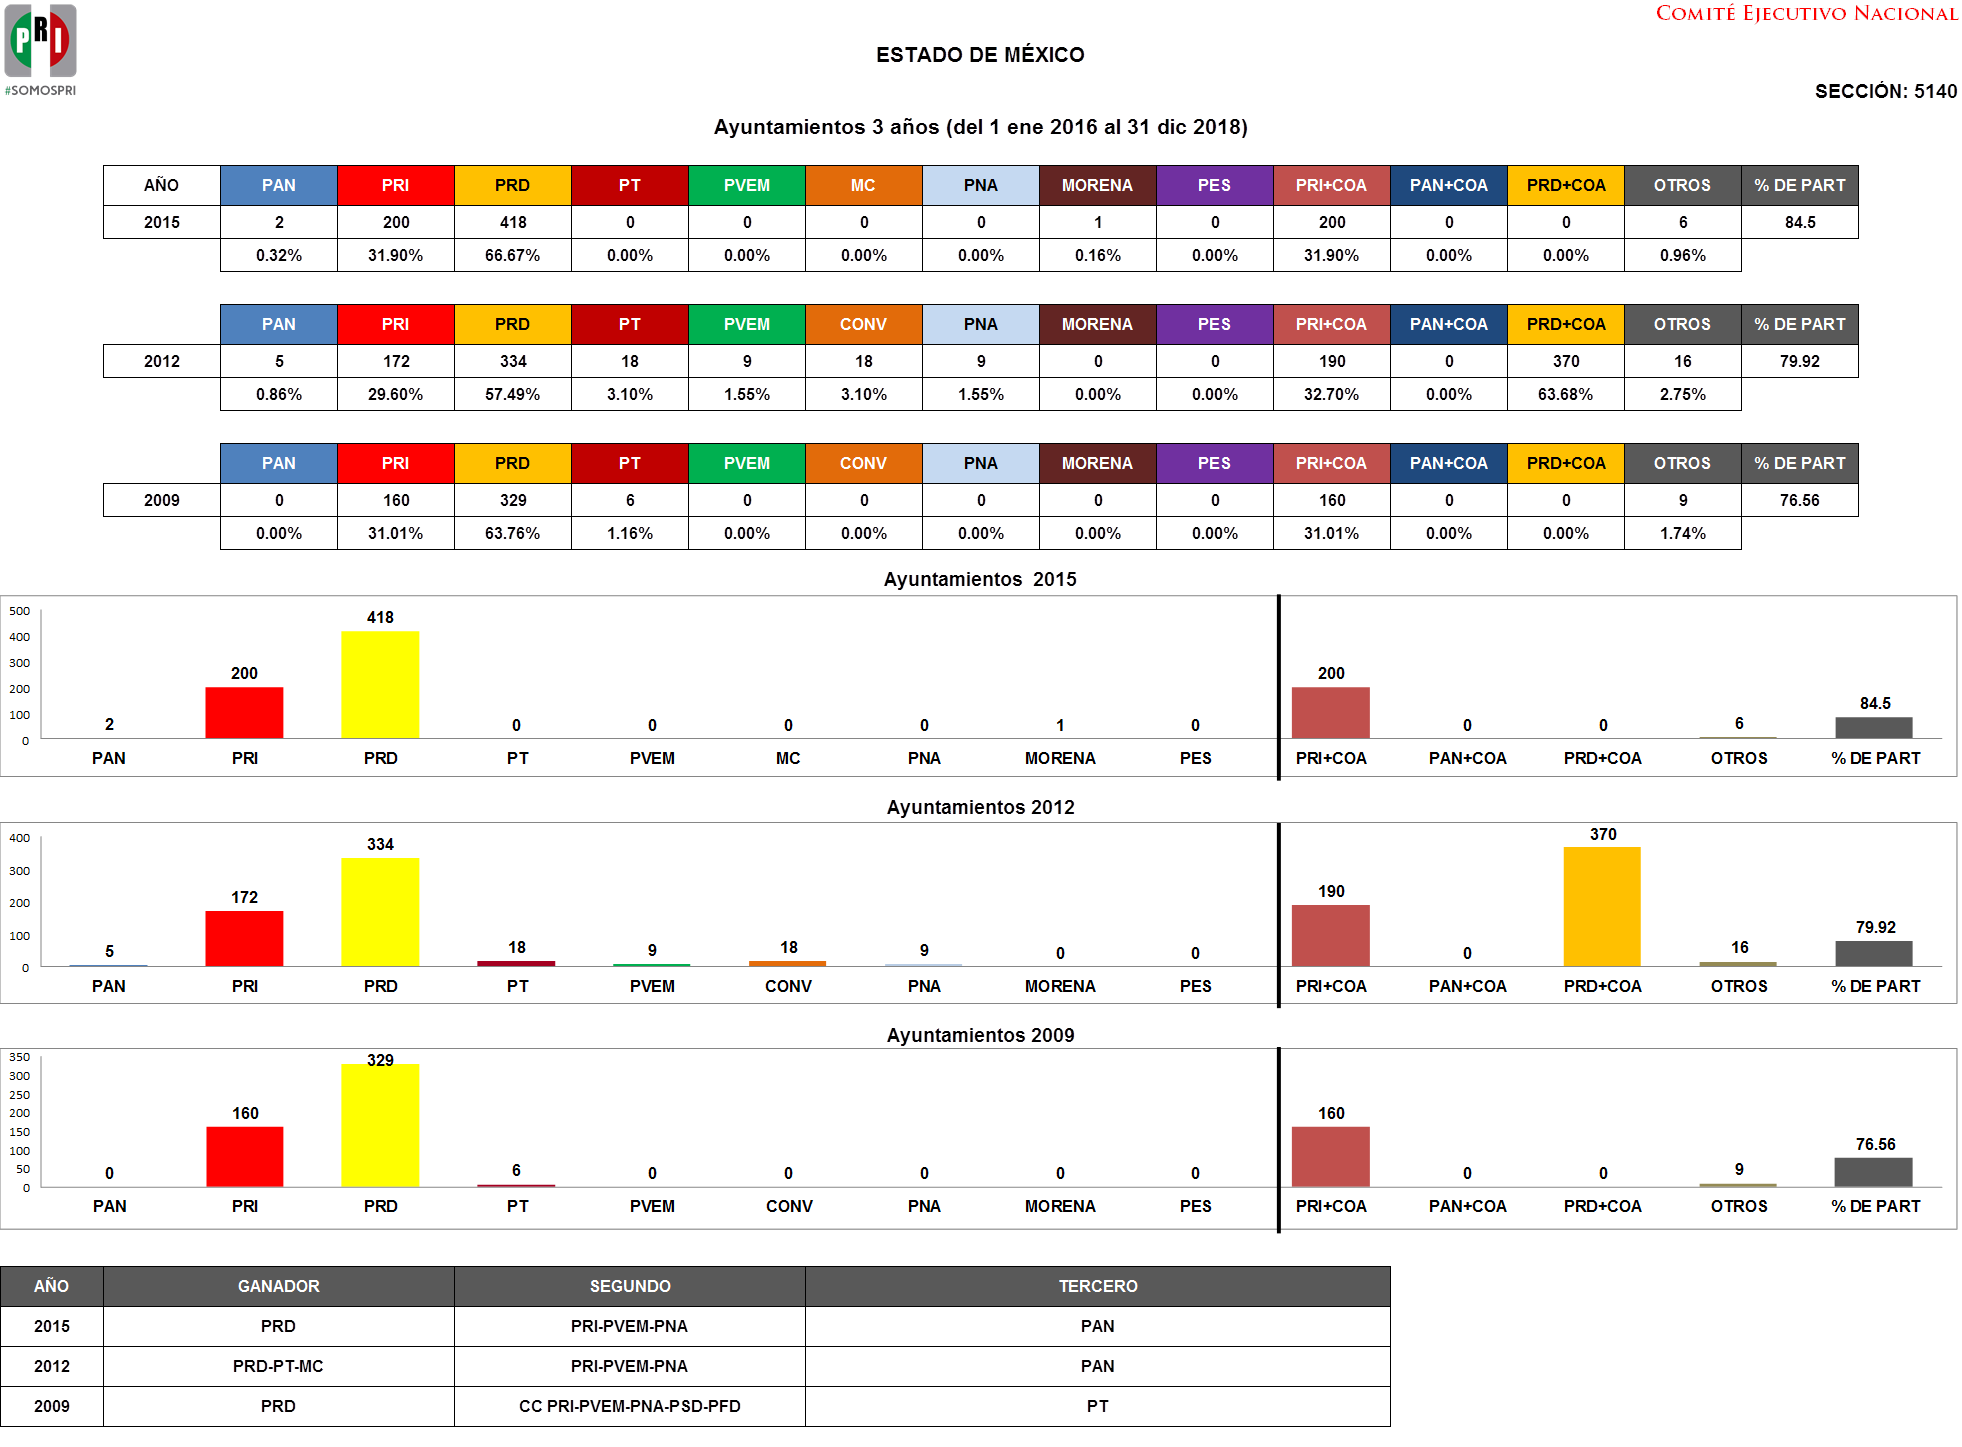 PRI
#SOMOSPRI
COMITÉ EJECUTIVO NACIONAL
ESTADO DE MÉXICO
SECCIÓN: 5140
Ayuntamientos 3 años (del 1 ene 2016 al 31 dic 2018)
AÑO PAN PRI PRD PT PVEM MC PNA MORENA PES PRI+COA PAN+COA PRD+COA OTROS % DE PART
2015 2 200 418 0 0 0 0 1 0 200 0 0 6 84.5
0.32% 31.90% 66.67% 0.00% 0.00% 0.00% 0.00% 0.16% 0.00% 31.90% 0.00% 0.00% 0.96%
PAN PRI PRD PT PVEM CONV PNA MORENA PES PRI+COA PAN+COA PRD+COA OTROS % DE PART
2012 5 172 334 18 9 18 9 0 0 190 0 370 16 79.92
0.86% 29.60% 57.49% 3.10% 1.55% 3.10% 1.55% 0.00% 0.00% 32.70% 0.00% 63.68% 2.75%
PAN PRI PRD PT PVEM CONV PNA MORENA PES PRI+COA PAN+COA PRD+COA OTROS % DE PART
2009 0 160 329 6 0 0 0 0 0 160 0 0 9 76.56
0.00% 31.01% 63.76% 1.16% 0.00% 0.00% 0.00% 0.00% 0.00% 31.01% 0.00% 0.00% 1.74%
Ayuntamientos 2015
500
400
300
200
100
0
2 200 418 0 0 0 0 1 0 200 0 0 6 84.5
PAN PRI PRD PT PVEM MC PNA MORENA PES PRI+COA PAN+COA PRD+COA OTROS % DE PART
Ayuntamientos 2012
400
300
200
100
0
5 172 334 18 9 18 9 0 0 190 0 370 16 79.92
PAN PRI PRD PT PVEM CONV PNA MORENA PES PRI+COA PAN+COA PRD+COA OTROS % DE PART
Ayuntamientos 2009
350
300
250
200
150
100
50
0
0 160 329 6 0 0 0 0 0 160 0 0 9 76.56
PAN PRI PRD PT PVEM CONV PNA MORENA PES PRI+COA PAN+COA PRD+COA OTROS % DE PART
AÑO GANADOR SEGUNDO TERCERO
2015 PRD PRI-PVEM-PNA PAN
2012 PRD-PT-MC PRI-PVEM-PNA PAN
2009 PRD CC PRI-PVEM-PNA-PSD-PFD PT